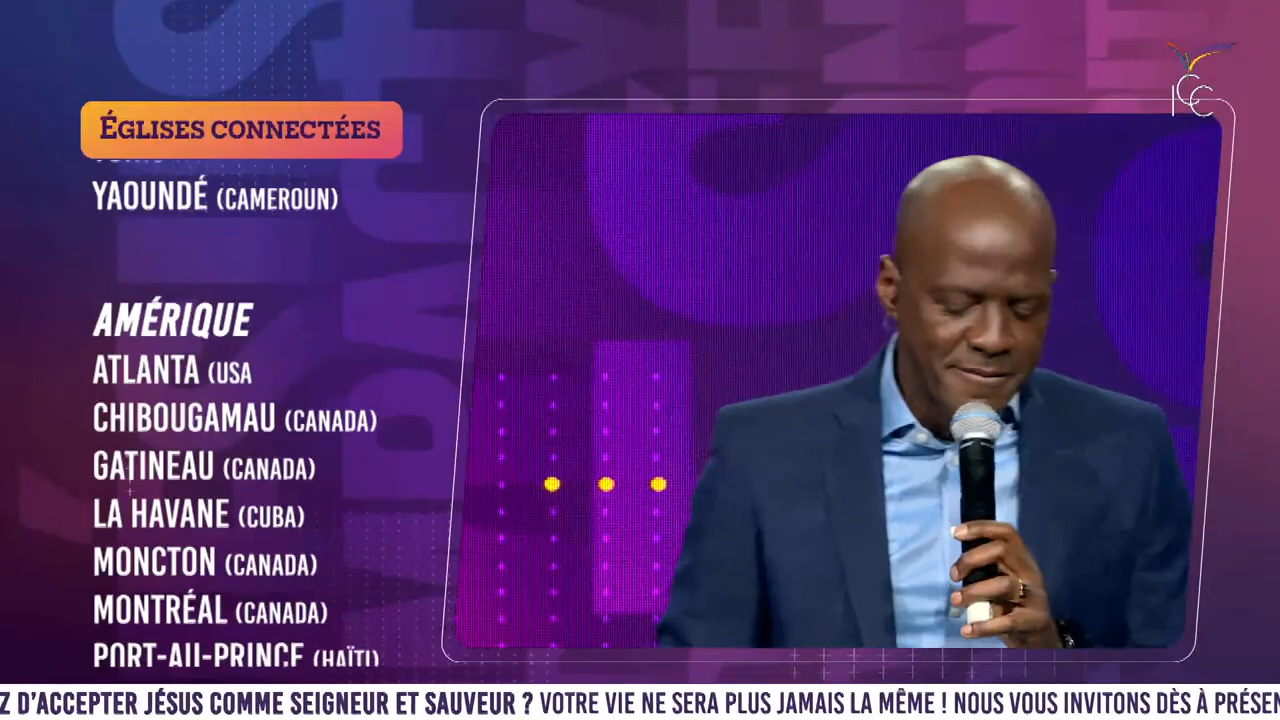 ICC
ÉGLISES CONNECTÉES
YAOUNDÉ (CAMEROUN)
AMÉRIQUE
ATLANTA (USA
CHIBOUGAMAU (CANADA)
GATINEAU (CANADA)
LA HAVANE (CUBA)
MONCTON (CANADA)
MONTRÉAL (CANADA)
PORT-AU-PRINCE (HAÏTI)
Z D'ACCEPTER JÉSUS COMME SEIGNEUR ET SAUVEUR ? VOTRE VIE NE SERA PLUS JAMAIS LA MÊME ! NOUS VOUS INVITONS DÈS À PRÉSEN